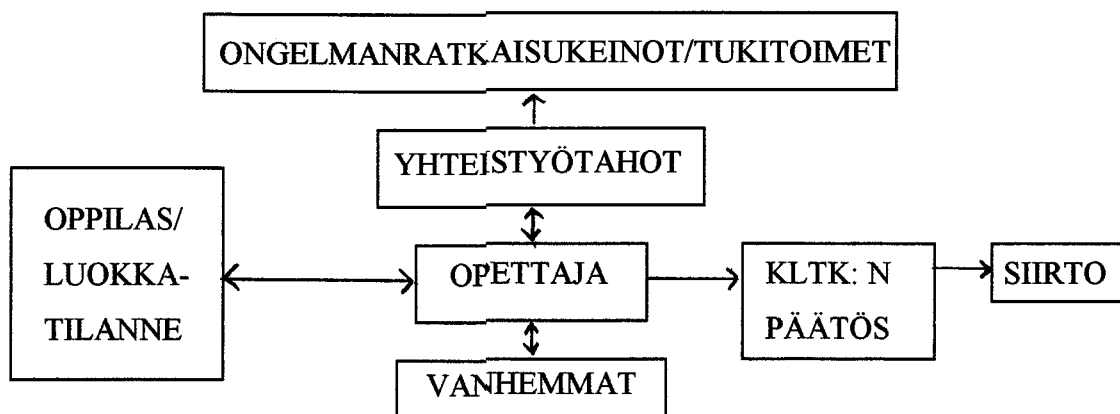 ONGELMANRATKAISUKEINOT/TUKITOIMET
YHTEISTYÖTAHOT
OPPILAS/
LUOKKA-
TILANNE
OPETTAJA
KLTK: N
PÄÄTÖS
SIIRTO
VANHEMMAT